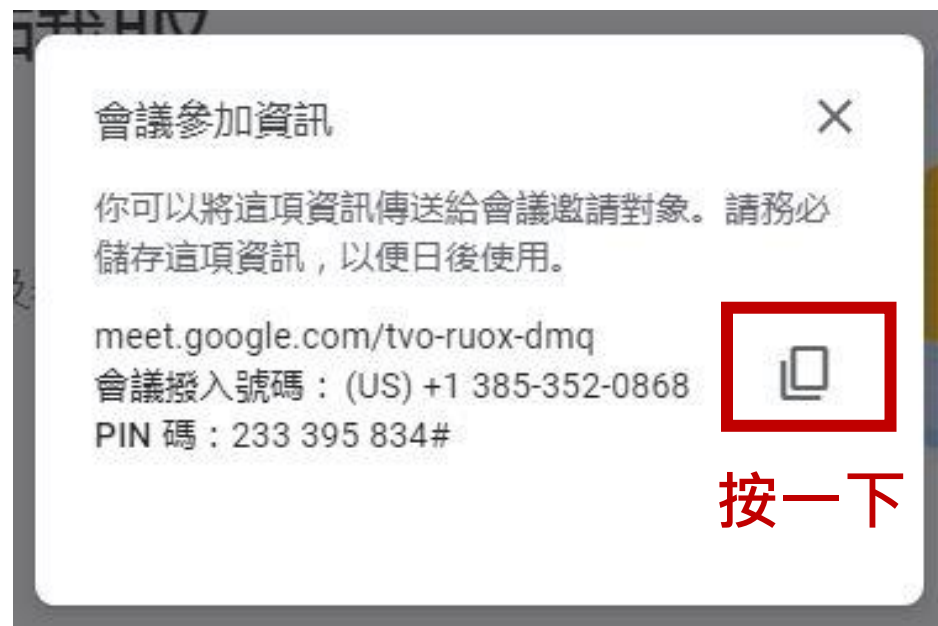 會議參加資訊
你可以將這項資訊傳送給會議邀請對象。請務必
儲存這項資訊，以便日後使用。
meet.google.com/tvo-ruox-dmq
會議撥入號碼：(US) +1 385-352-0868
PIN 碼：233 395 834#
按一下